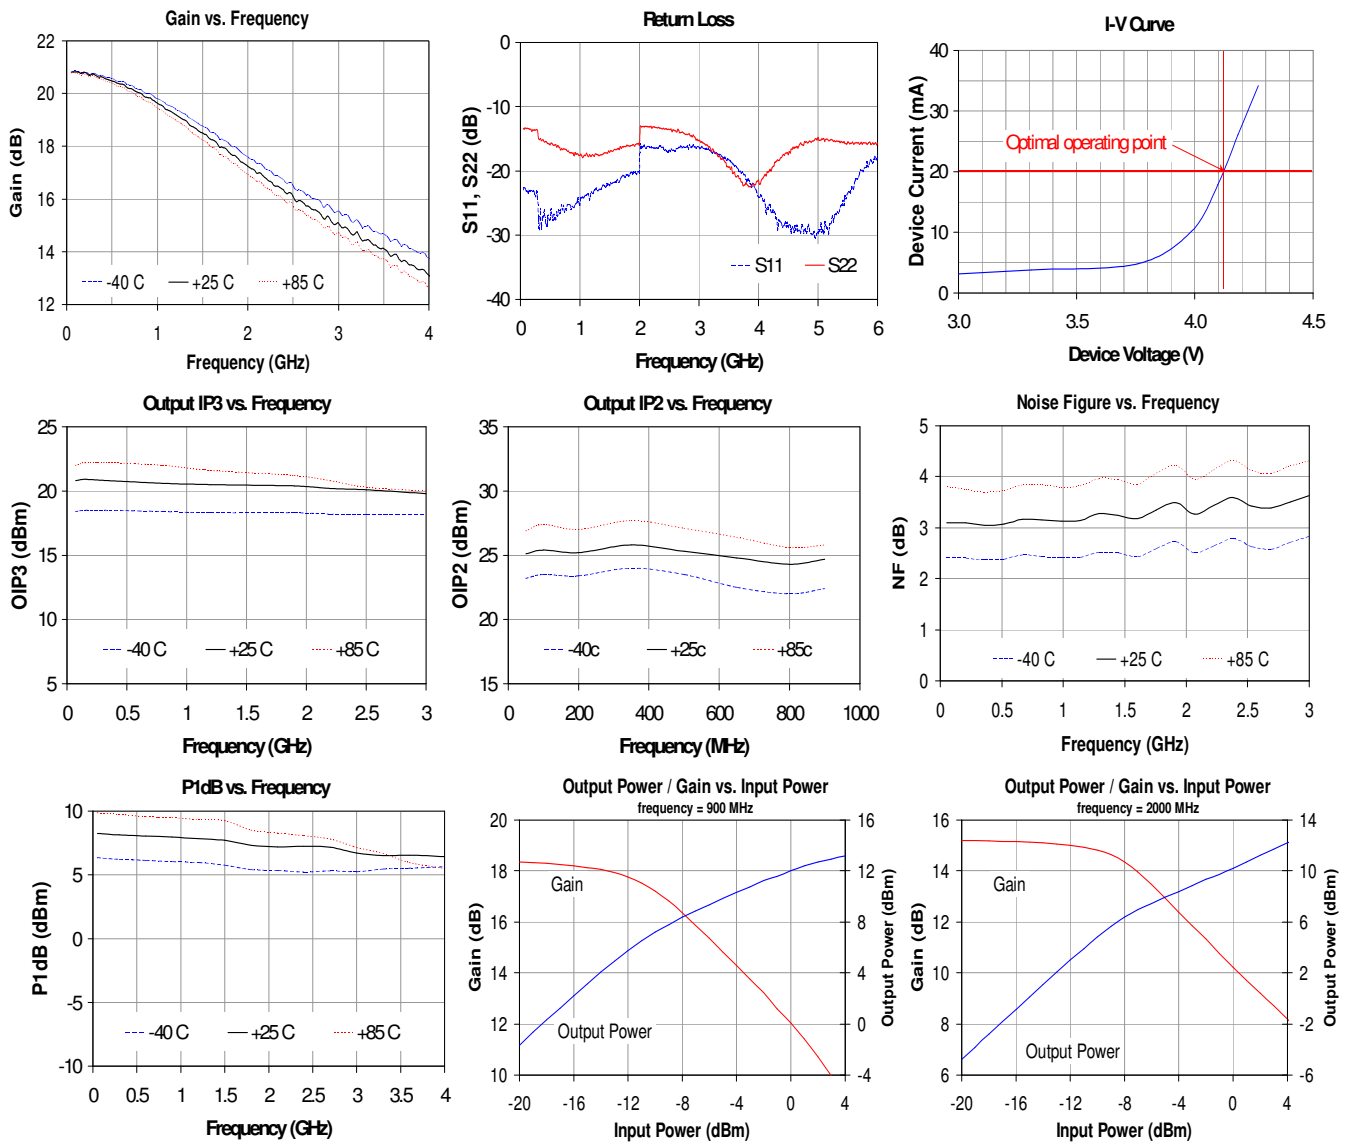 Gain vs. Frequency
22
20
18
16
14
12
Gain (dB)
-40 C
+25 C
+85 C
0 1 2 3 4
Frequency (GHz)
Return Loss
0
-10
-20
-30
-40
S11, S22 (dB)
S11
S22
0 1 2 3 4 5 6
Frequency (GHz)
I-V Curve
40
30
20
10
0
Device Current (mA)
Optimal operating point
3.0 3.5 4.0 4.5
Device Voltage (V)
Output IP3 vs. Frequency
25
20
15
10
5
OIP3 (dBm)
-40 C
+25 C
+85 C
0 0.5 1 1.5 2 2.5 3
Frequency (GHz)
Output IP2 vs. Frequency
35
30
25
20
15
OIP2 (dBm)
-40c
+25c
+85c
0 200 400 600 800 1000
Frequency (MHz)
Noise Figure vs. Frequency
5
4
3
2
1
0
NF (dB)
-40 C
+25 C
+85 C
0 0.5 1 1.5 2 2.5 3
Frequency (GHz)
P1dB vs. Frequency
10
5
0
-5
-10
P1dB (dBm)
-40 C
+25 C
+85 C
0 0.5 1 1.5 2 2.5 3 3.5 4
Frequency (GHz)
Output Power / Gain vs. Input Power
frequency = 900 MHz
20
18
16
14
12
10
Gain (dB)
Gain
Output Power
16
12
8
4
0
-4
Output Power (dBm)
-20 -16 -12 -8 -4 0 4
Input Power (dBm)
Output Power / Gain vs. Input Power
frequency = 2000 MHz
16
14
12
10
8
6
Gain (dB)
Gain
Output Power
14
10
6
2
-2
-6
Output Power (dBm)
-20 -16 -12 -8 -4 0 4
Input Power (dBm)